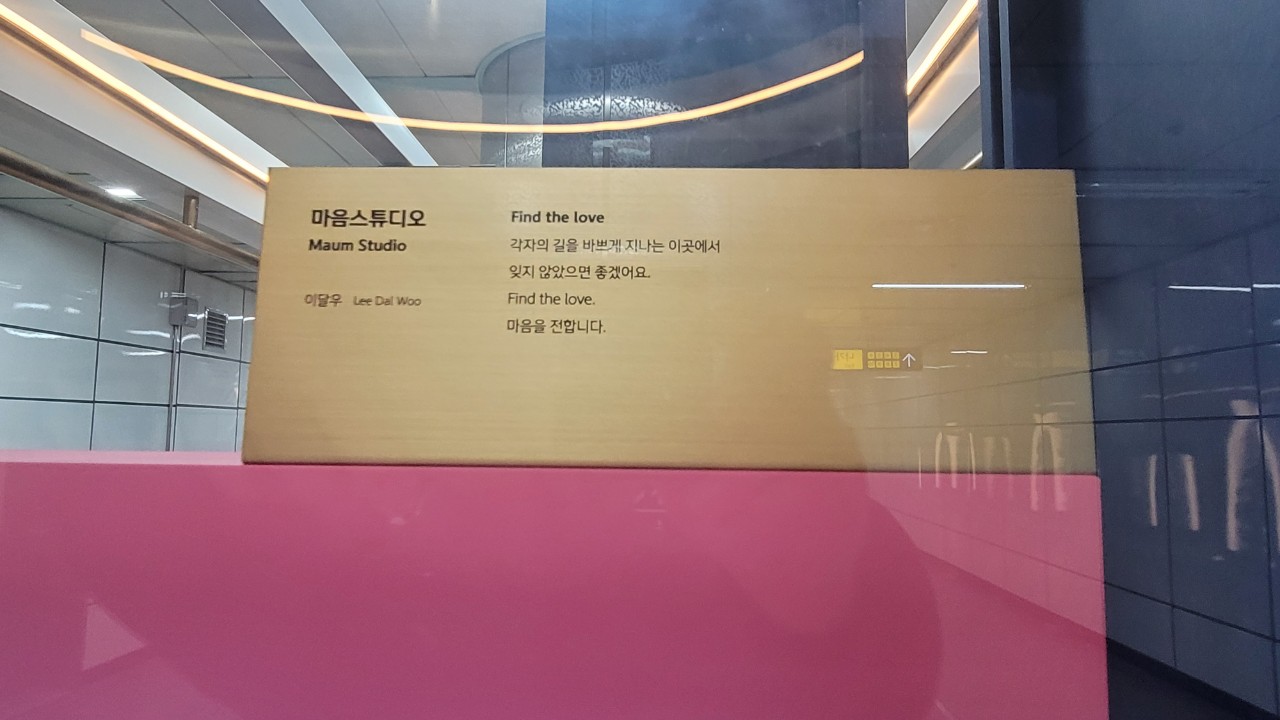 마음스튜디오
Maum Studio
이달우 Lee Dal Woo
Find the love
각자의 길을 바쁘게 지나는 이곳에서
잊지 않았으면 좋겠어요.
Find the love.
마음을 전합니다.